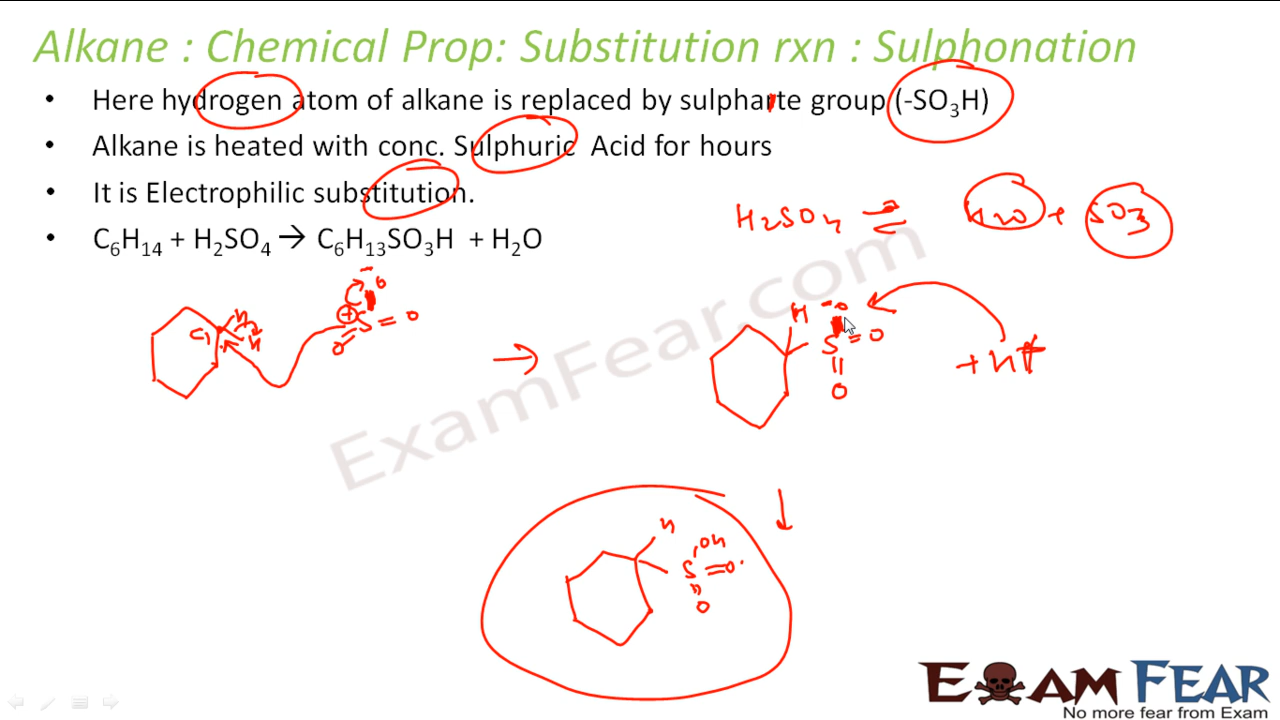 Alkane : Chemical Prop: Substitution rxn : Sulphonation
• Here hydrogen atom of alkane is replaced by sulphante group (-SO₃H)
• Alkane is heated with conc. Sulphuric Acid for hours
• It is Electrophilic substitution.
• C₆H₁₄ + H₂SO₄ → C₆H₁₃SO₃H + H₂O
H2SO4 ⇌ H2O + SO3
C H H S O O O
H S O O O
+H+
H S OH O O
ExamFear.com
EXAM FEAR
No more fear from Exam